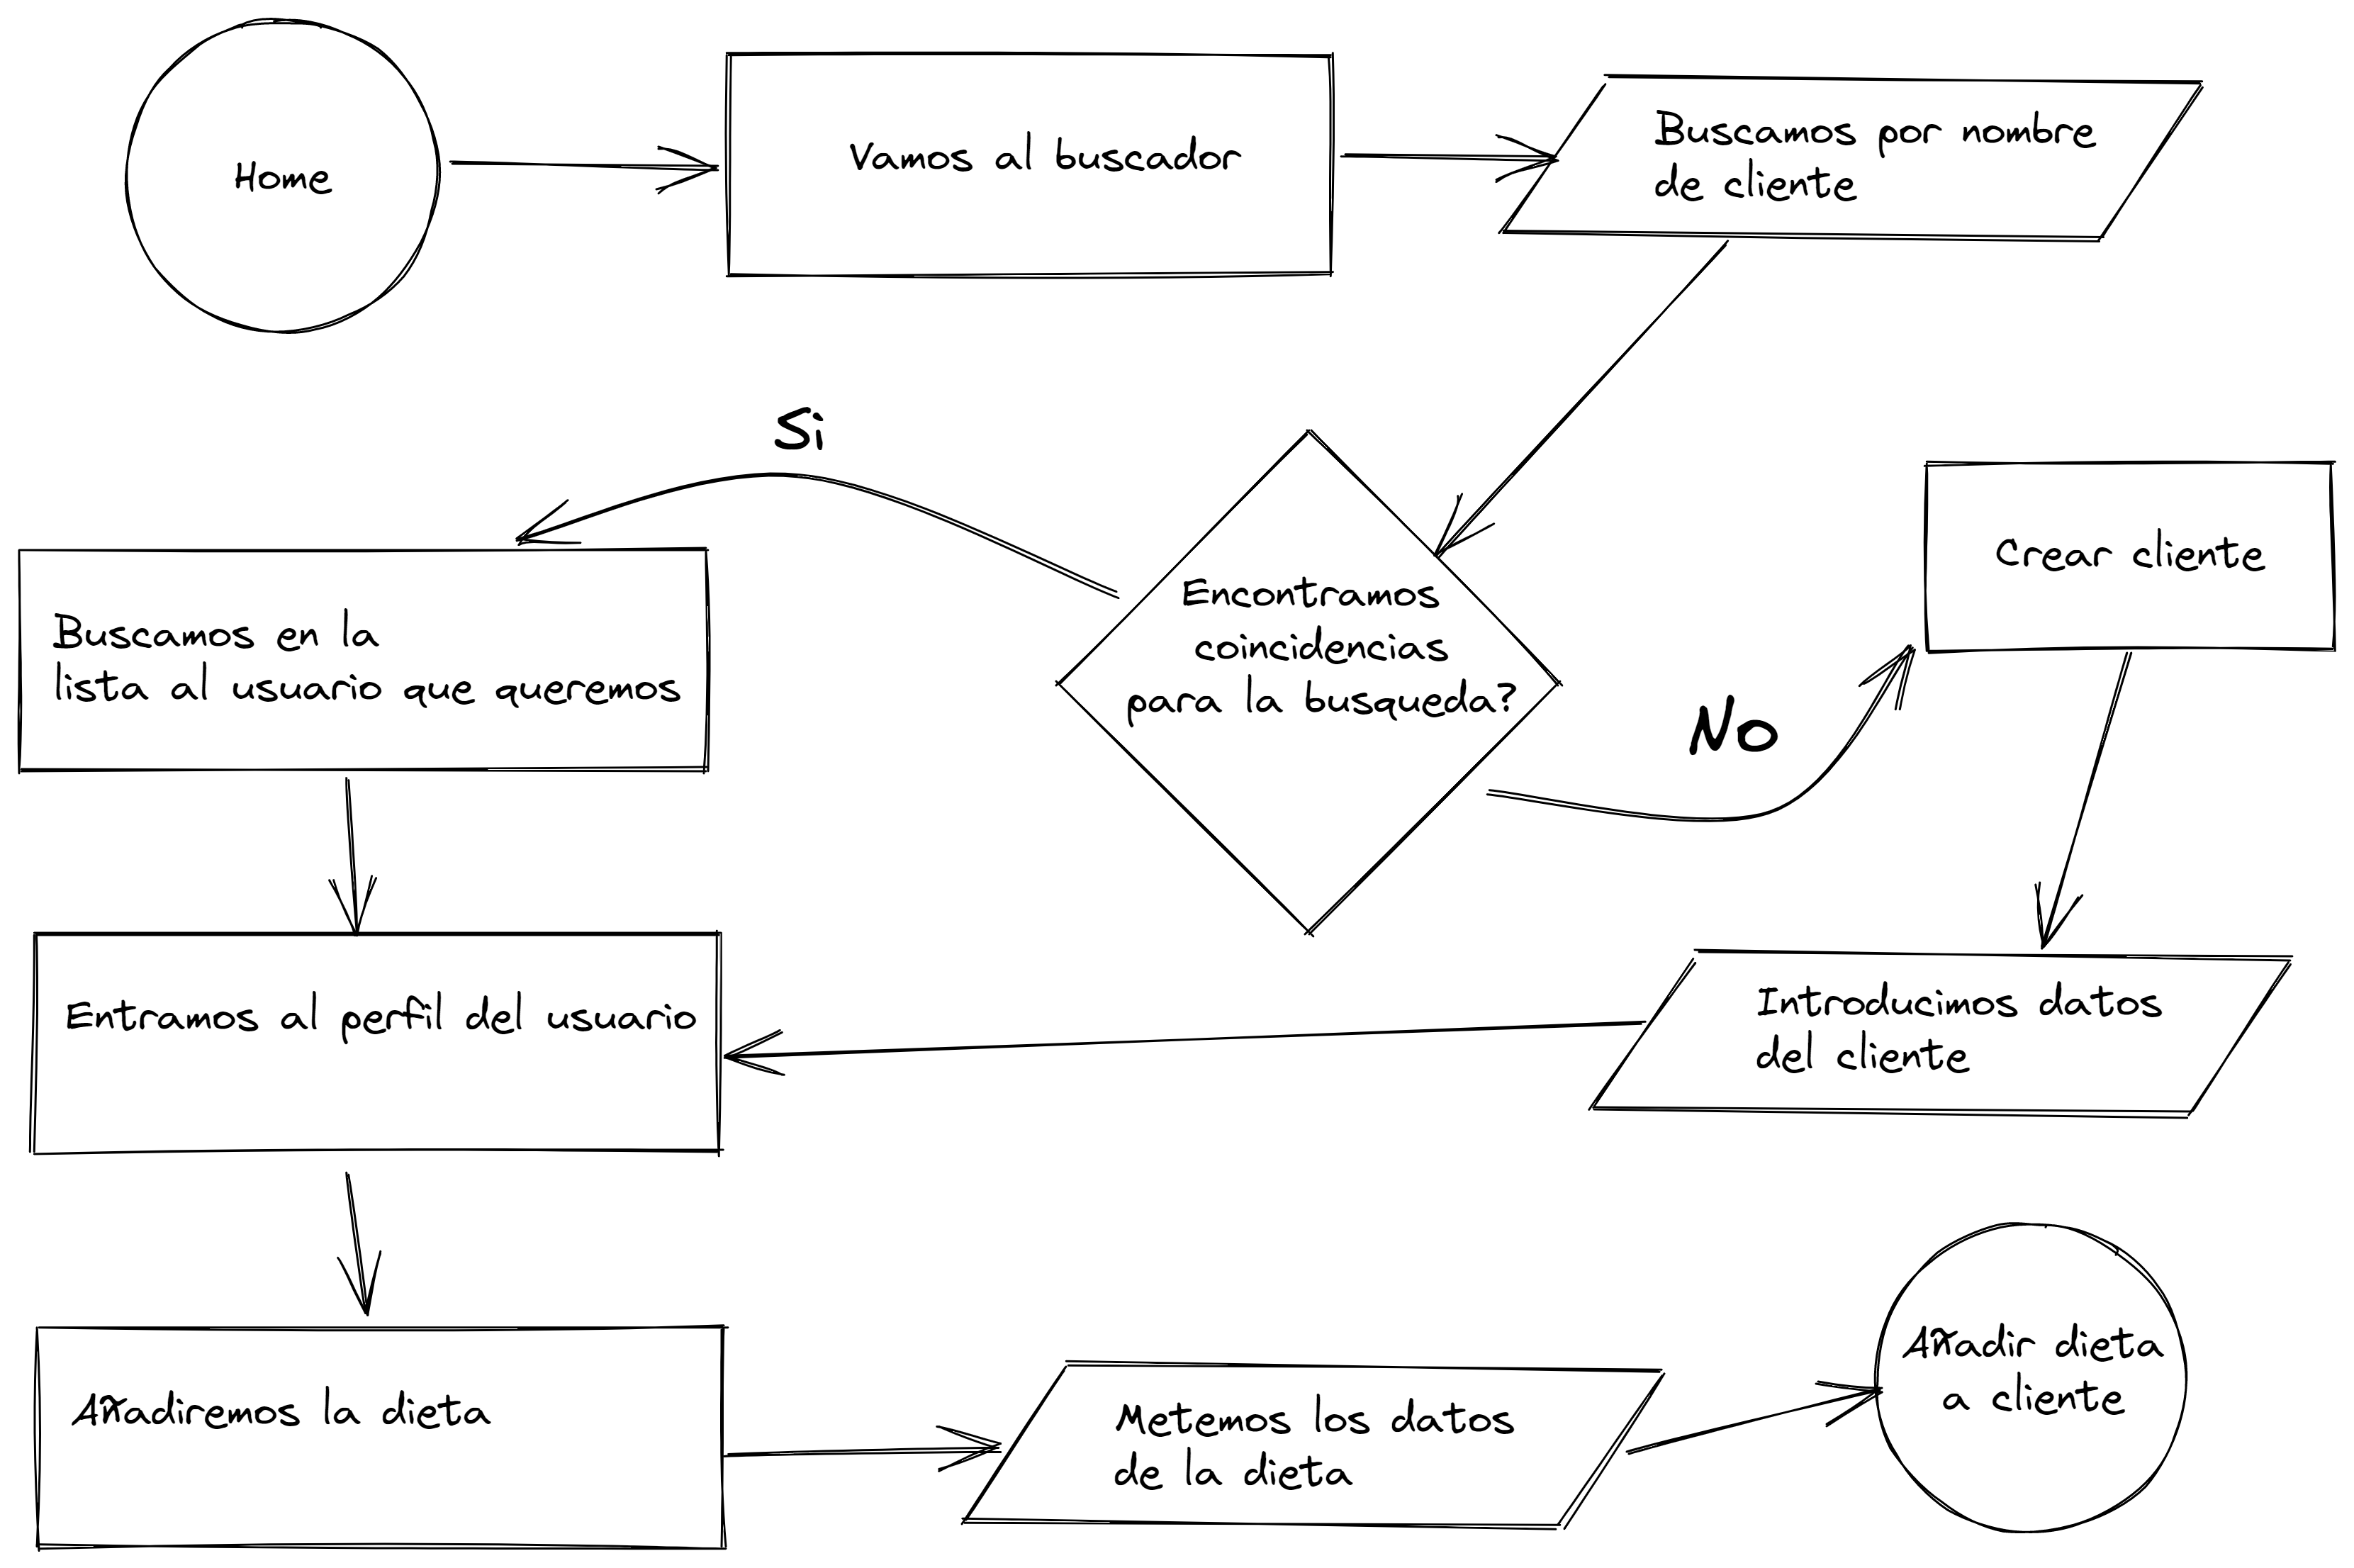 Home
Vamos al buscador
Buscamos por nombre
de cliente
Si
Encontramos
coincidencias
para la busqueda?
No
Crear cliente
Buscamos en la
lista al usuario que queremos
Entramos al perfil del usuario
Introducimos datos
del cliente
Añadiremos la dieta
Metemos los datos
de la dieta
Añadir dieta
a cliente